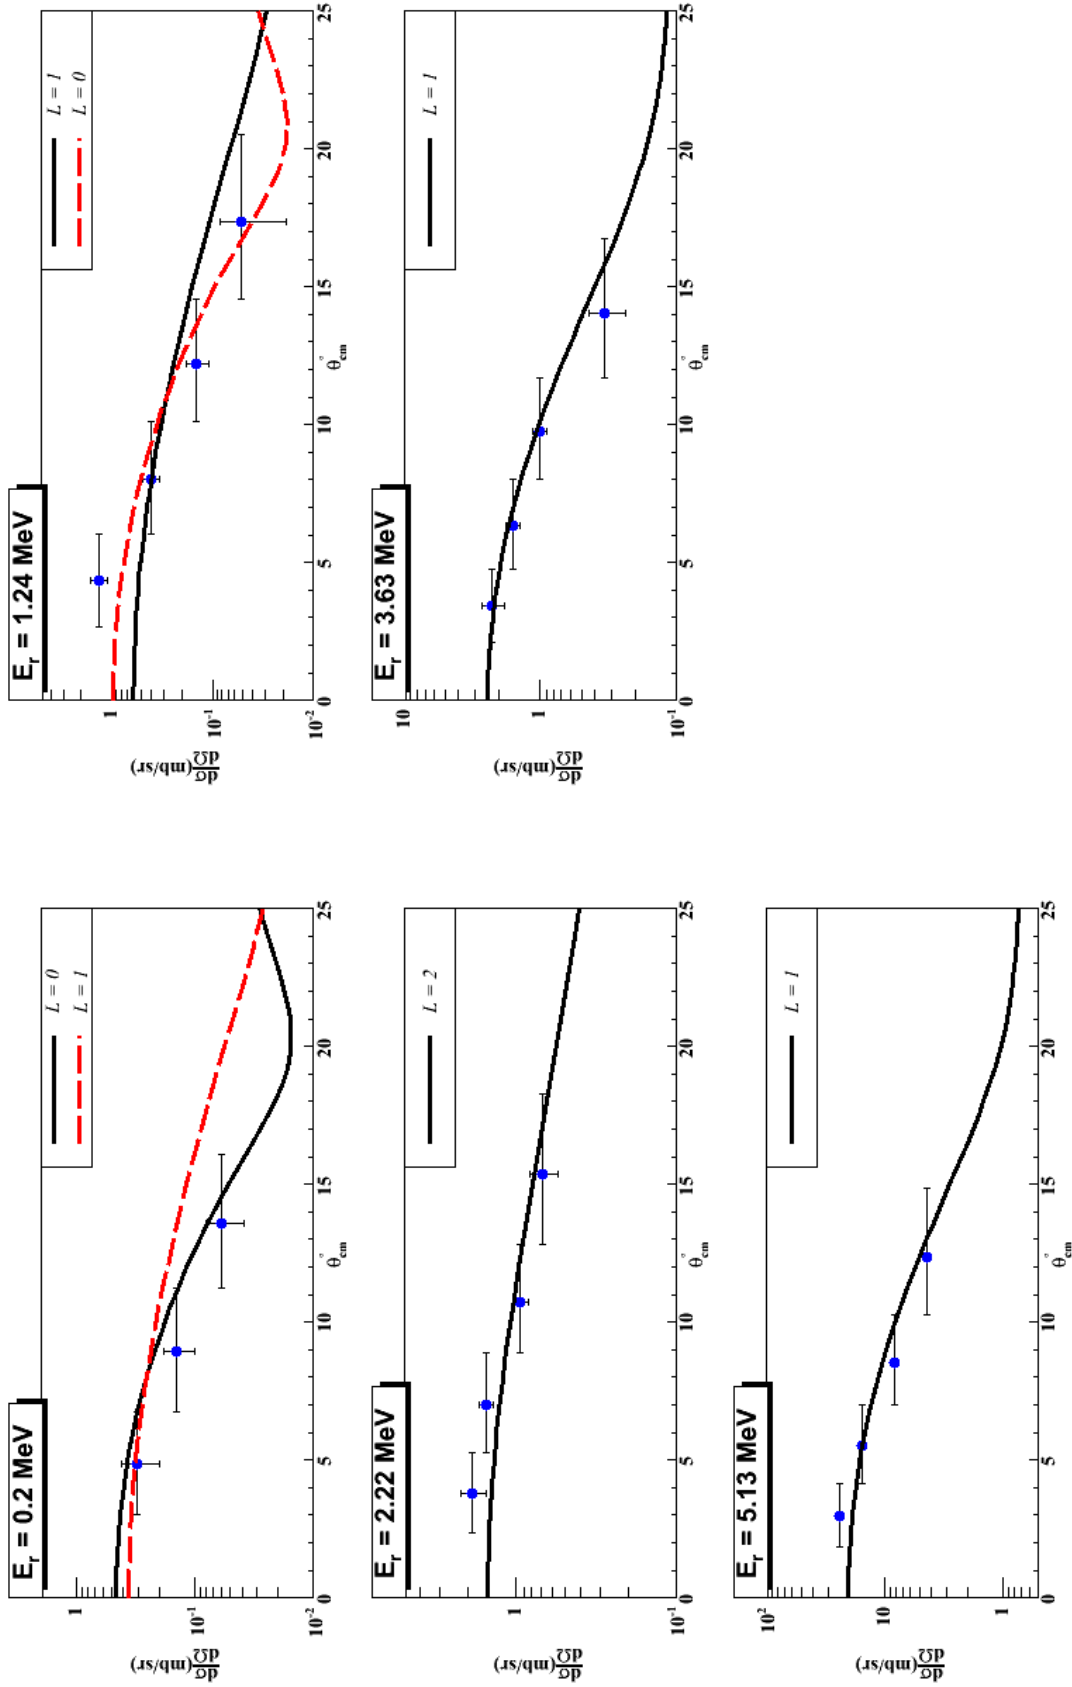 E_r = 0.2 MeV
L = 0
L = 1
1
10^-1
10^-2
dσ/dΩ (mb/sr)
0 5 10 15 20 25
θ°_cm
E_r = 1.24 MeV
L = 1
L = 0
1
10^-1
10^-2
dσ/dΩ (mb/sr)
0 5 10 15 20 25
θ°_cm
E_r = 2.22 MeV
L = 2
1
dσ/dΩ (mb/sr)
0 5 10 15 20 25
θ°_cm
E_r = 3.63 MeV
L = 1
10
1
10^-1
dσ/dΩ (mb/sr)
0 5 10 15 20 25
θ°_cm
E_r = 5.13 MeV
L = 1
10^2
10
1
dσ/dΩ (mb/sr)
0 5 10 15 20 25
θ°_cm